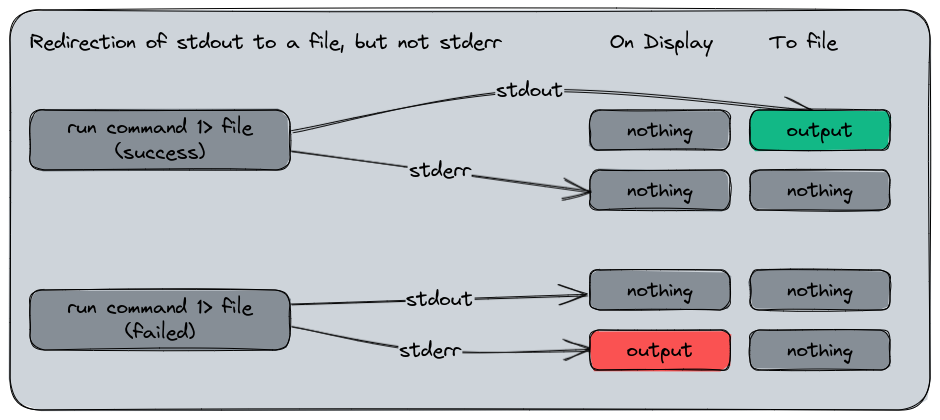 Redirection of stdout to a file, but not stderr
On Display
To file
stdout
run command 1> file
(success)
nothing
output
stderr
nothing
nothing
run command 1> file
(failed)
stdout
nothing
nothing
stderr
output
nothing